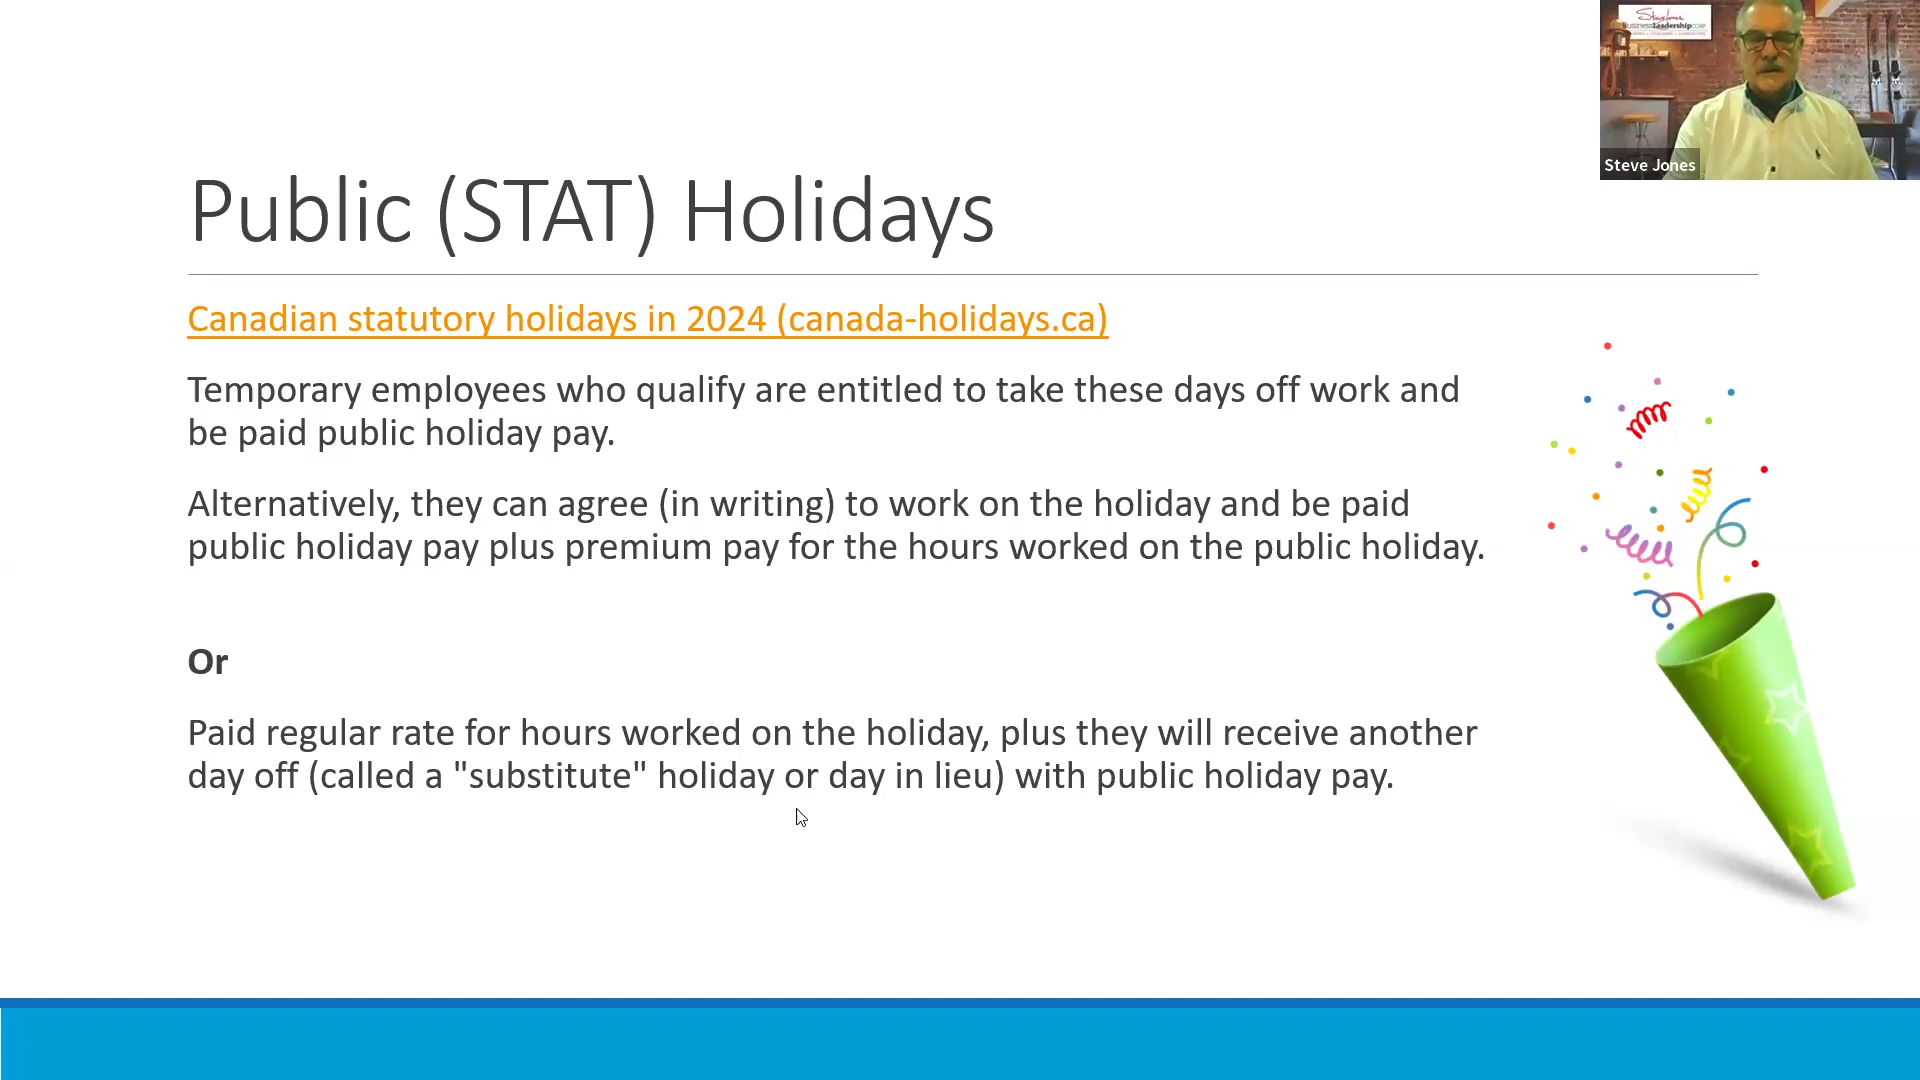 Steve Jones
Public (STAT) Holidays
Canadian statutory holidays in 2024 (canada-holidays.ca)
Temporary employees who qualify are entitled to take these days off work and
be paid public holiday pay.
Alternatively, they can agree (in writing) to work on the holiday and be paid
public holiday pay plus premium pay for the hours worked on the public holiday.
Or
Paid regular rate for hours worked on the holiday, plus they will receive another
day off (called a "substitute" holiday or day in lieu) with public holiday pay.